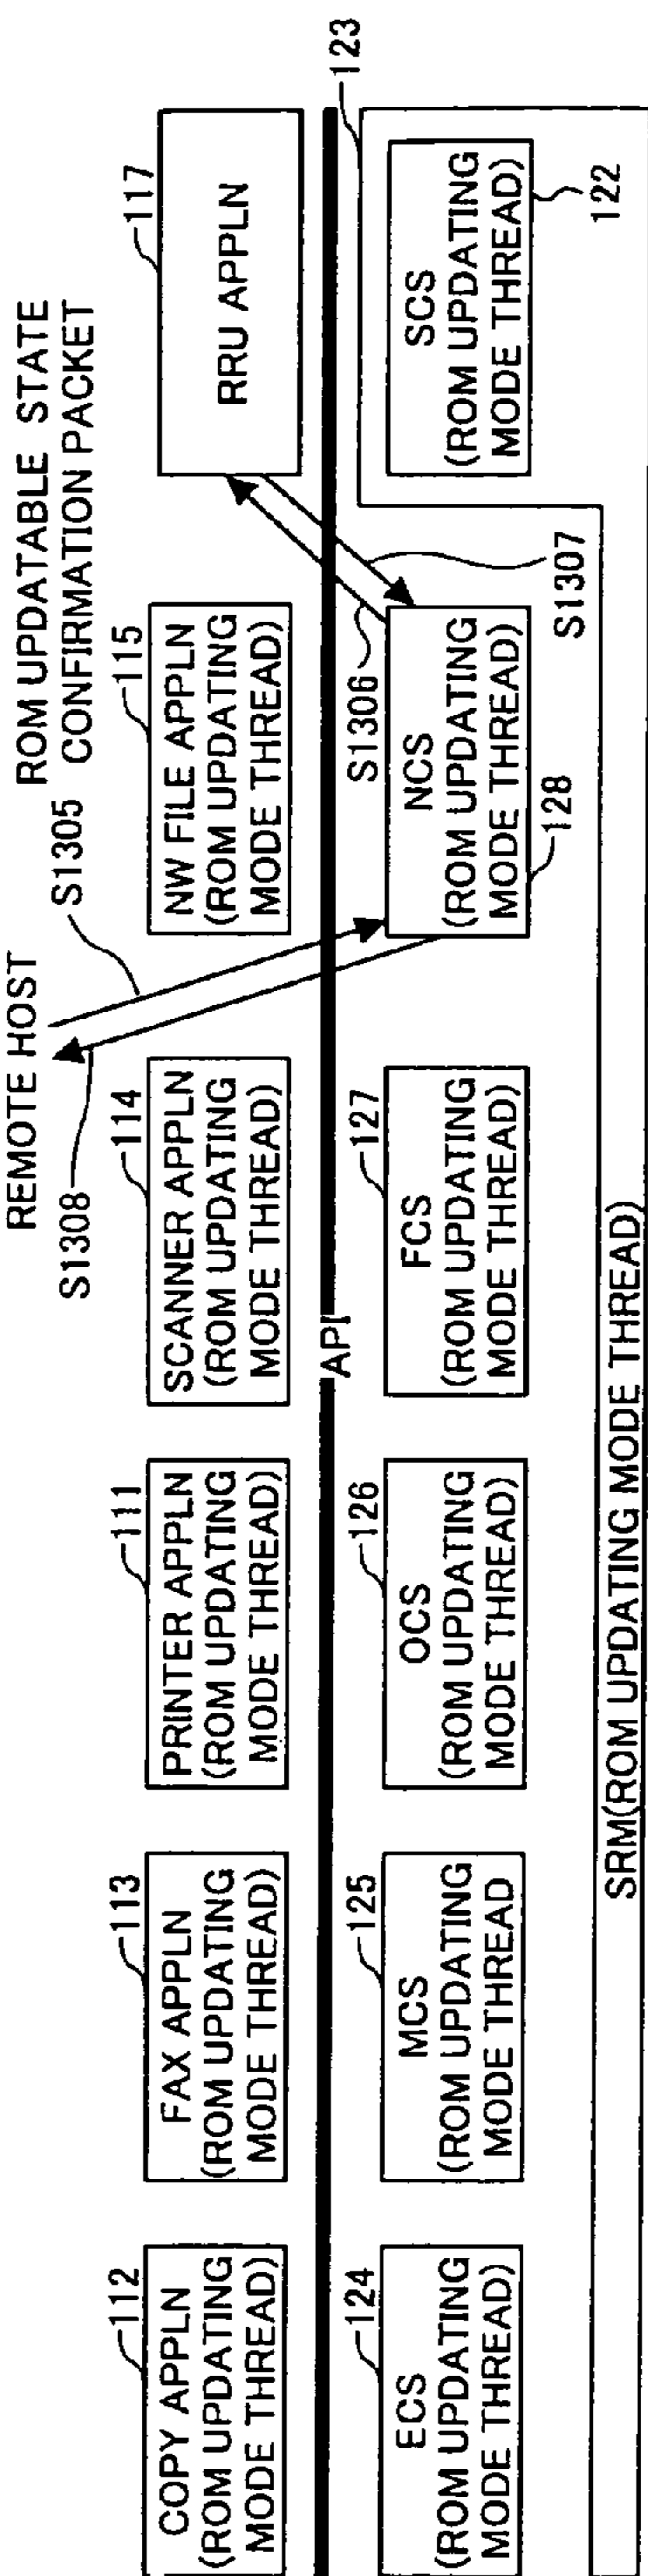 REMOTE HOST
S1308
S1305
ROM UPDATABLE STATE
CONFIRMATION PACKET
112
COPY APPLN
(ROM UPDATING
MODE THREAD)
113
FAX APPLN
(ROM UPDATING
MODE THREAD)
111
PRINTER APPLN
(ROM UPDATING
MODE THREAD)
114
SCANNER APPLN
(ROM UPDATING
MODE THREAD)
115
NW FILE APPLN
(ROM UPDATING
MODE THREAD)
117
RRU APPLN
API
123
124
ECS
(ROM UPDATING
MODE THREAD)
125
MCS
(ROM UPDATING
MODE THREAD
126
OCS
(ROM UPDATING
MODE THREAD)
127
FCS
(ROM UPDATING
MODE THREAD)
S1306
NCS
(ROM UPDATING
MODE THREAD)
128
S1307
SCS
(ROM UPDATING
MODE THREAD)
122
SRM(ROM UPDATING MODE THREAD)